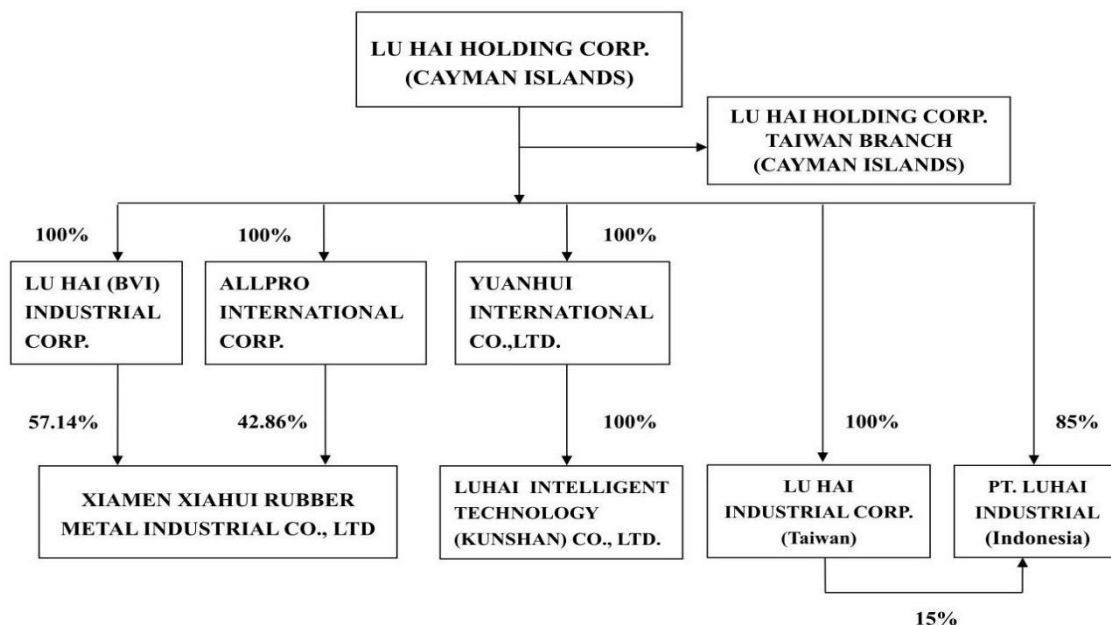 LU HAI HOLDING CORP.
(CAYMAN ISLANDS)
LU HAI HOLDING CORP.
TAIWAN BRANCH
(CAYMAN ISLANDS)
100%
100%
100%
LU HAI (BVI)
INDUSTRIAL
CORP.
ALLPRO
INTERNATIONAL
CORP.
YUANHUI
INTERNATIONAL
CO.,LTD.
57.14%
42.86%
100%
100%
85%
XIAMEN XIAHUI RUBBER
METAL INDUSTRIAL CO., LTD
LUHAI INTELLIGENT
TECHNOLOGY
(KUNSHAN) CO., LTD.
LU HAI
INDUSTRIAL CORP.
(Taiwan)
PT. LUHAI
INDUSTRIAL
(Indonesia)
15%